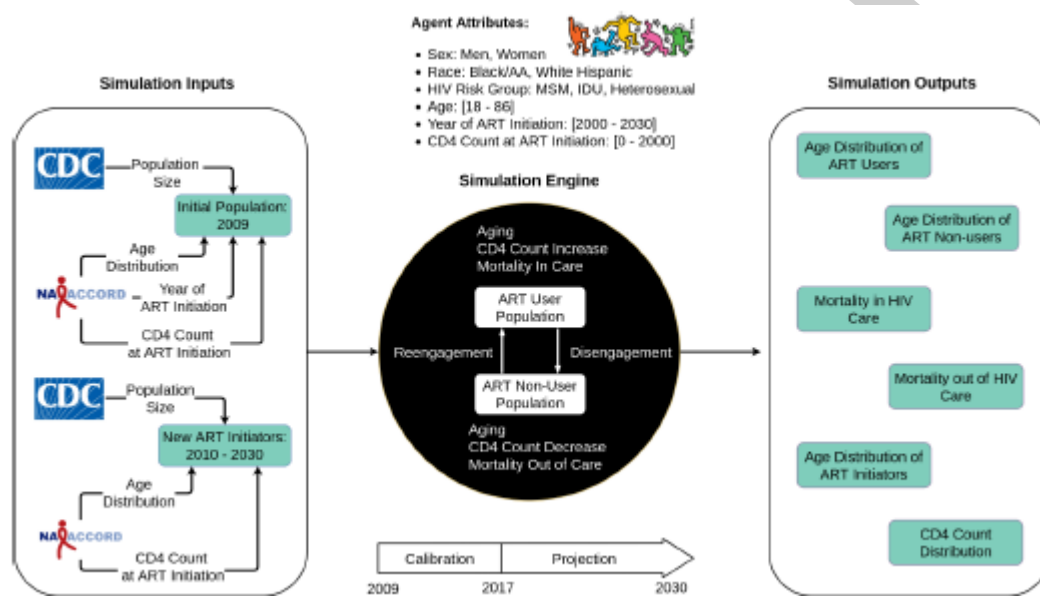 Agent Attributes:
• Sex: Men, Women
• Race: Black/AA, White Hispanic
• HIV Risk Group: MSM, IDU, Heterosexual
• Age: [18 - 86]
• Year of ART Initiation: [2000 - 2030]
• CD4 Count at ART Initiation: [0 - 2000]
Simulation Inputs
CDC
Population
Size
Initial Population:
2009
Age
Distribution
NA ACCORD
Year of
ART Initiation
CD4 Count
at ART Initiation
CDC
Population
Size
New ART Initiators:
2010 - 2030
Age
Distribution
NA ACCORD
CD4 Count
at ART Initiation
Simulation Engine
Aging
CD4 Count Increase
Mortality In Care
ART User
Population
Reengagement
Disengagement
ART Non-User
Population
Aging
CD4 Count Decrease
Mortality Out of Care
Calibration
Projection
2009
2017
2030
Simulation Outputs
Age Distribution of
ART Users
Age Distribution of
ART Non-users
Mortality in HIV
Care
Mortality out of HIV
Care
Age Distribution of
ART Initiators
CD4 Count
Distribution